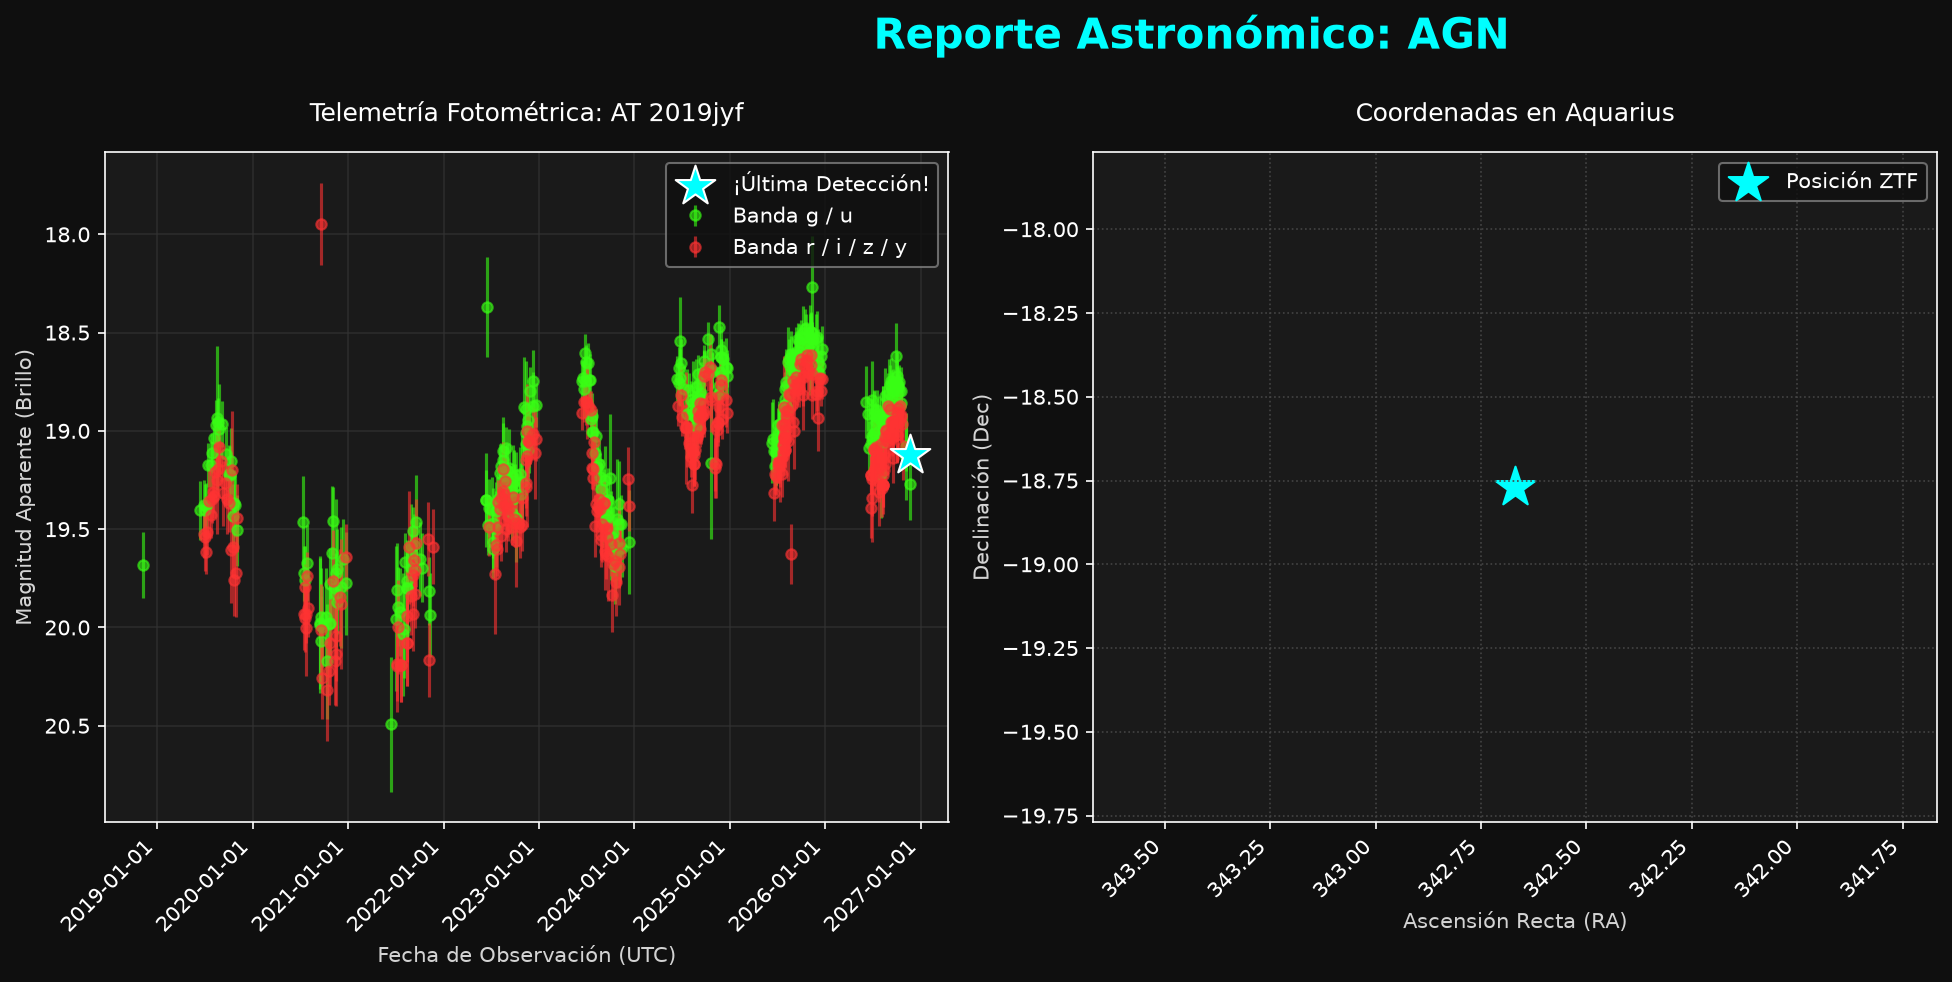 Reporte Astronómico: AGN
Telemetría Fotométrica: AT 2019jyf
¡Última Detección!
Banda g / u
Banda r / i / z / y
Magnitud Aparente (Brillo)
18.0
18.5
19.0
19.5
20.0
20.5
2019-01-01
2020-01-01
2021-01-01
2022-01-01
2023-01-01
2024-01-01
2025-01-01
2026-01-01
2027-01-01
Fecha de Observación (UTC)
Coordenadas en Aquarius
Posición ZTF
Declinación (Dec)
−18.00
−18.25
−18.50
−18.75
−19.00
−19.25
−19.50
−19.75
343.50
343.25
343.00
342.75
342.50
342.25
342.00
341.75
Ascensión Recta (RA)